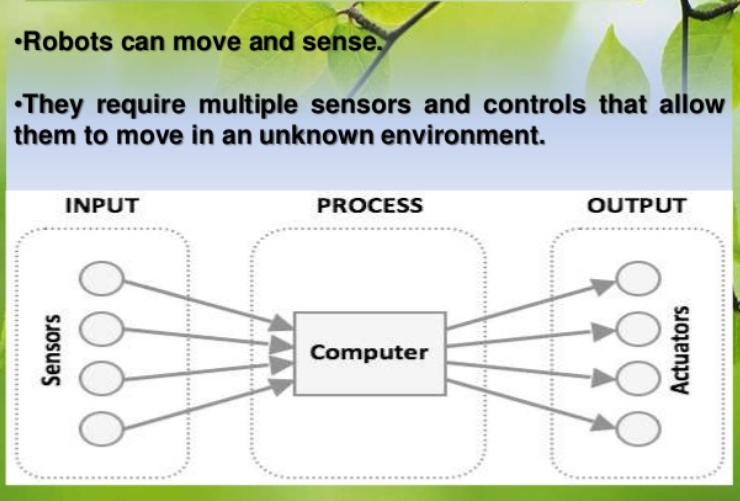 •Robots can move and sense.
•They require multiple sensors and controls that allow
them to move in an unknown environment.
INPUT PROCESS OUTPUT
Sensors
Computer
Actuators